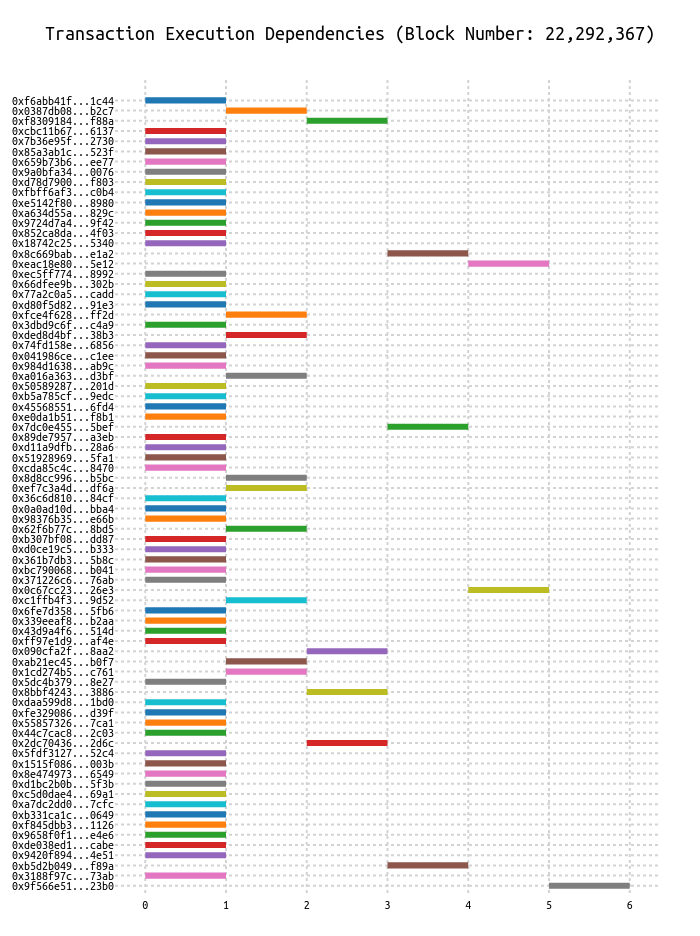 Transaction Execution Dependencies (Block Number: 22,292,367)
0xf6abb41f...1c44
0x0387db08...b2c7
0xf8309184...f88a
0xcbc11b67...6137
0x7b36e95f...2730
0x85a3ab1c...523f
0x659b73b6...ee77
0x9a0bfa34...0076
0xd78d7900...f803
0xfbff6af3...c0b4
0xe5142f80...8980
0xa634d55a...829c
0x9724d7a4...9f42
0x852ca8da...4f03
0x18742c25...5340
0x8c669bab...e1a2
0xeac18e80...5e12
0xec5ff774...8992
0x66dfee9b...302b
0x77a2c0a5...cadd
0xd80f5d82...91e3
0xfce4f628...ff2d
0x3dbd9c6f...c4a9
0xded8d4bf...38b3
0x74fd158e...6856
0x041986ce...c1ee
0x984d1638...ab9c
0xa016a363...d3bf
0x50589287...201d
0xb5a785cf...9edc
0x45568551...6fd4
0xe0da1b51...f8b1
0x7dc0e455...5bef
0x89de7957...a3eb
0xd11a9dfb...28a6
0x51928969...5fa1
0xcda85c4c...8470
0x8d8cc996...b5bc
0xef7c3a4d...df6a
0x36c6d810...84cf
0x0a0ad10d...bba4
0x98376b35...e66b
0x62f6b77c...8bd5
0xb307bf08...dd87
0xd0ce19c5...b333
0x361b7db3...5b8c
0xbc790068...b041
0x371226c6...76ab
0x0c67cc23...26e3
0xc1ffb4f3...9d52
0x6fe7d358...5fb6
0x339eeaf8...b2aa
0x43d9a4f6...514d
0xff97e1d9...af4e
0x090cfa2f...8aa2
0xab21ec45...b0f7
0x1cd274b5...c761
0x5dc4b379...8e27
0x8bbf4243...3886
0xdaa599d8...1bd0
0xfe329086...d39f
0x55857326...7ca1
0x44c7cac8...2c03
0x2dc70436...2d6c
0x5fdf3127...52c4
0x1515f086...003b
0x8e474973...6549
0xd1bc2b0b...5f3b
0xc5d0dae4...69a1
0xa7dc2dd0...7cfc
0xb331ca1c...0649
0xf845dbb3...1126
0x9658f0f1...e4e6
0xde038ed1...cabe
0x9420f894...4e51
0xb5d2b049...f89a
0x3188f97c...73ab
0x9f566e51...23b0
0 1 2 3 4 5 6